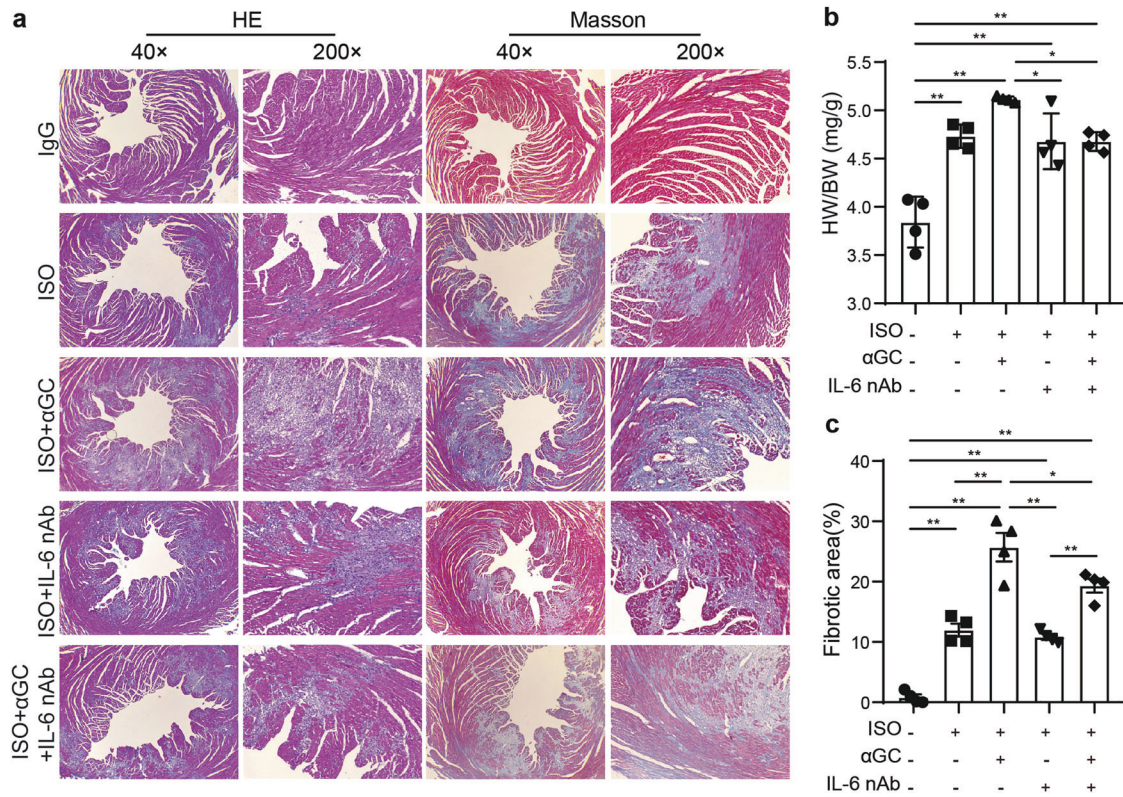 a
HE
Masson
40×
200×
40×
200×
IgG
ISO
ISO+αGC
ISO+IL-6 nAb
ISO+αGC
+IL-6 nAb
b
**
**
*
**
*
**
HW/BW (mg/g)
5.5
5.0
4.5
4.0
3.5
3.0
ISO - + + + +
αGC - - + - +
IL-6 nAb - - - + +
c
**
**
**
*
**
**
**
**
Fibrotic area(%)
40
30
20
10
0
ISO - + + + +
αGC - - + - +
IL-6 nAb - - - + +